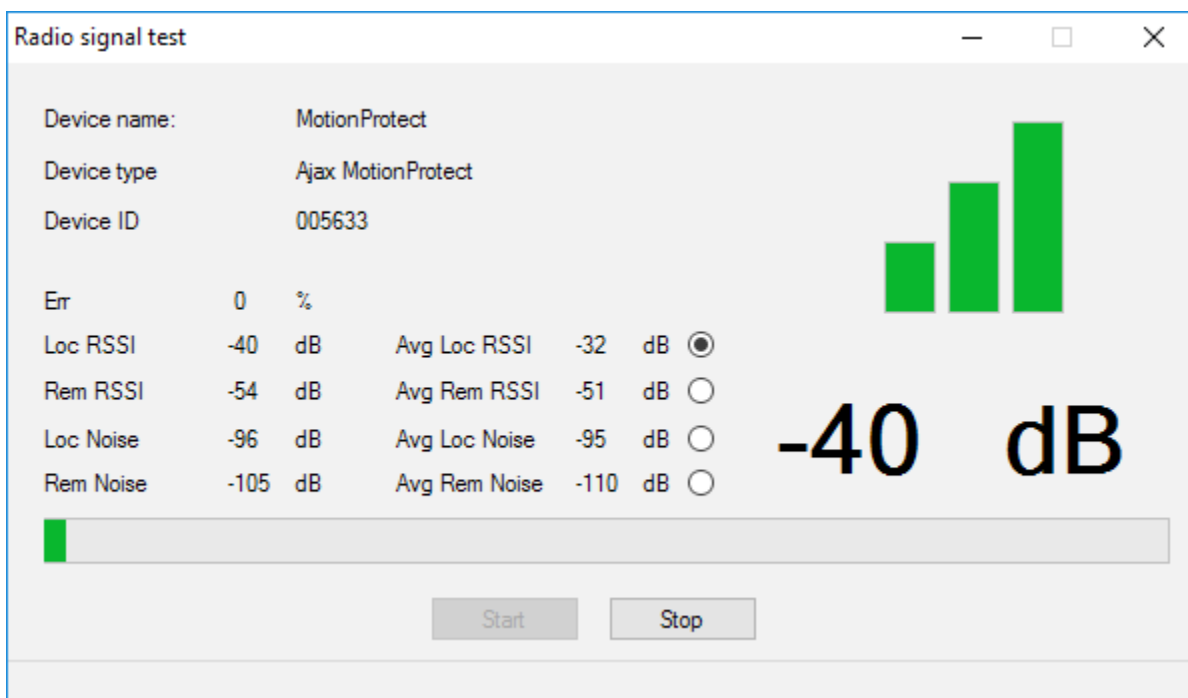 Radio signal test
Device name: MotionProtect
Device type Ajax MotionProtect
Device ID 005633
Err 0 %
Loc RSSI -40 dB Avg Loc RSSI -32 dB
Rem RSSI -54 dB Avg Rem RSSI -51 dB
Loc Noise -96 dB Avg Loc Noise -95 dB
Rem Noise -105 dB Avg Rem Noise -110 dB
-40 dB
Start Stop